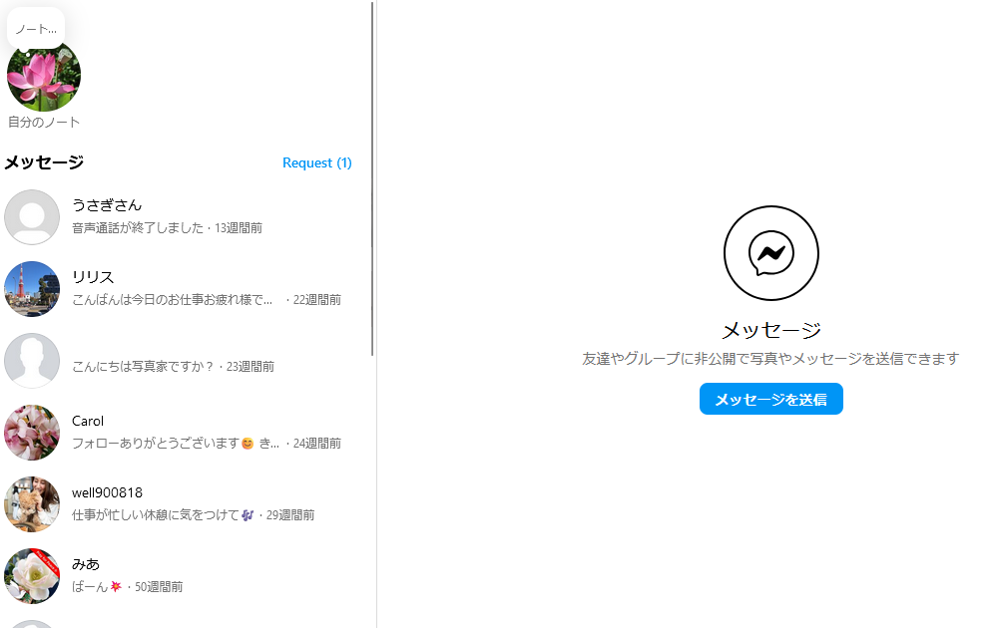 ノート...
自分のノート
メッセージ
Request (1)
うさぎさん
音声通話が終了しました · 13週間前
リリス
こんばんは今日のお仕事お疲れ様で... · 22週間前
こんにちは写真家ですか？ · 23週間前
Carol
フォローありがとうございます😊 き... · 24週間前
well900818
仕事が忙しい休憩に気をつけて🎶 · 29週間前
みあ
ばーん💥 · 50週間前
メッセージ
友達やグループに非公開で写真やメッセージを送信できます
メッセージを送信